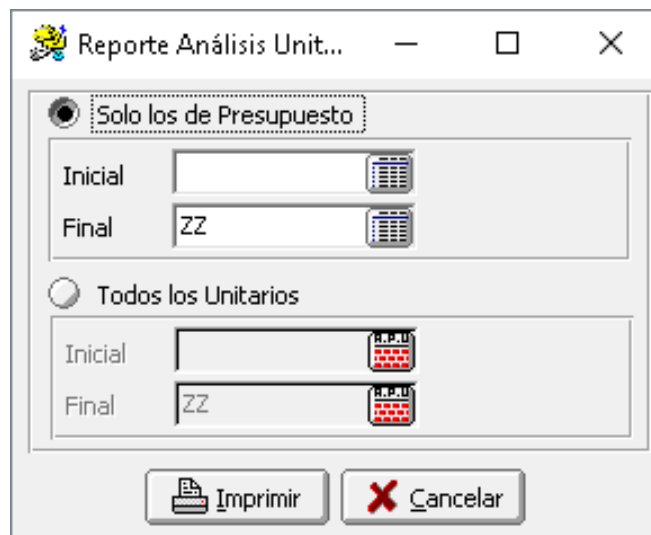 Reporte Análisis Unit...
Solo los de Presupuesto
Inicial
Final ZZ
Todos los Unitarios
Inicial A.P.U
Final ZZ A.P.U
Imprimir Cancelar